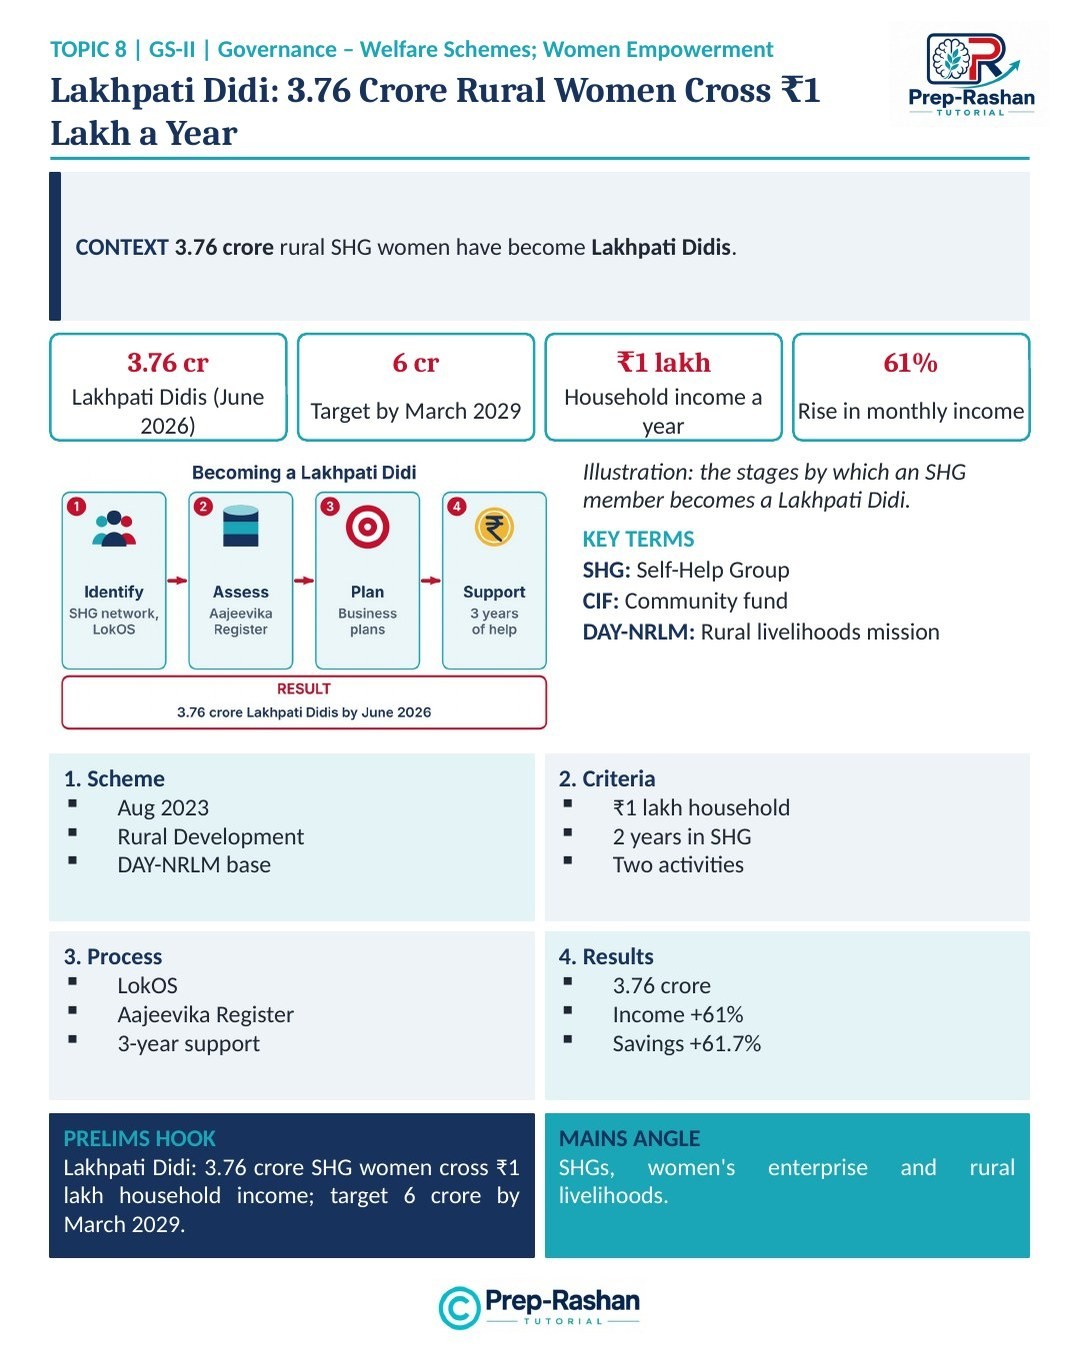 TOPIC 8 | GS-II | Governance – Welfare Schemes; Women Empowerment
Lakhpati Didi: 3.76 Crore Rural Women Cross ₹1
Lakh a Year
R
Prep-Rashan
TUTORIAL
CONTEXT 3.76 crore rural SHG women have become Lakhpati Didis.
3.76 cr
Lakhpati Didis (June
2026)
6 cr
Target by March 2029
₹1 lakh
Household income a
year
61%
Rise in monthly income
Becoming a Lakhpati Didi
1
Identify
SHG network,
LokOS
2
Assess
Aajeevika
Register
3
Plan
Business
plans
4
₹
Support
3 years
of help
RESULT
3.76 crore Lakhpati Didis by June 2026
Illustration: the stages by which an SHG
member becomes a Lakhpati Didi.
KEY TERMS
SHG: Self-Help Group
CIF: Community fund
DAY-NRLM: Rural livelihoods mission
1. Scheme
▪ Aug 2023
▪ Rural Development
▪ DAY-NRLM base
2. Criteria
▪ ₹1 lakh household
▪ 2 years in SHG
▪ Two activities
3. Process
▪ LokOS
▪ Aajeevika Register
▪ 3-year support
4. Results
▪ 3.76 crore
▪ Income +61%
▪ Savings +61.7%
PRELIMS HOOK
Lakhpati Didi: 3.76 crore SHG women cross ₹1
lakh household income; target 6 crore by
March 2029.
MAINS ANGLE
SHGs, women's enterprise and rural
livelihoods.
© Prep-Rashan
TUTORIAL